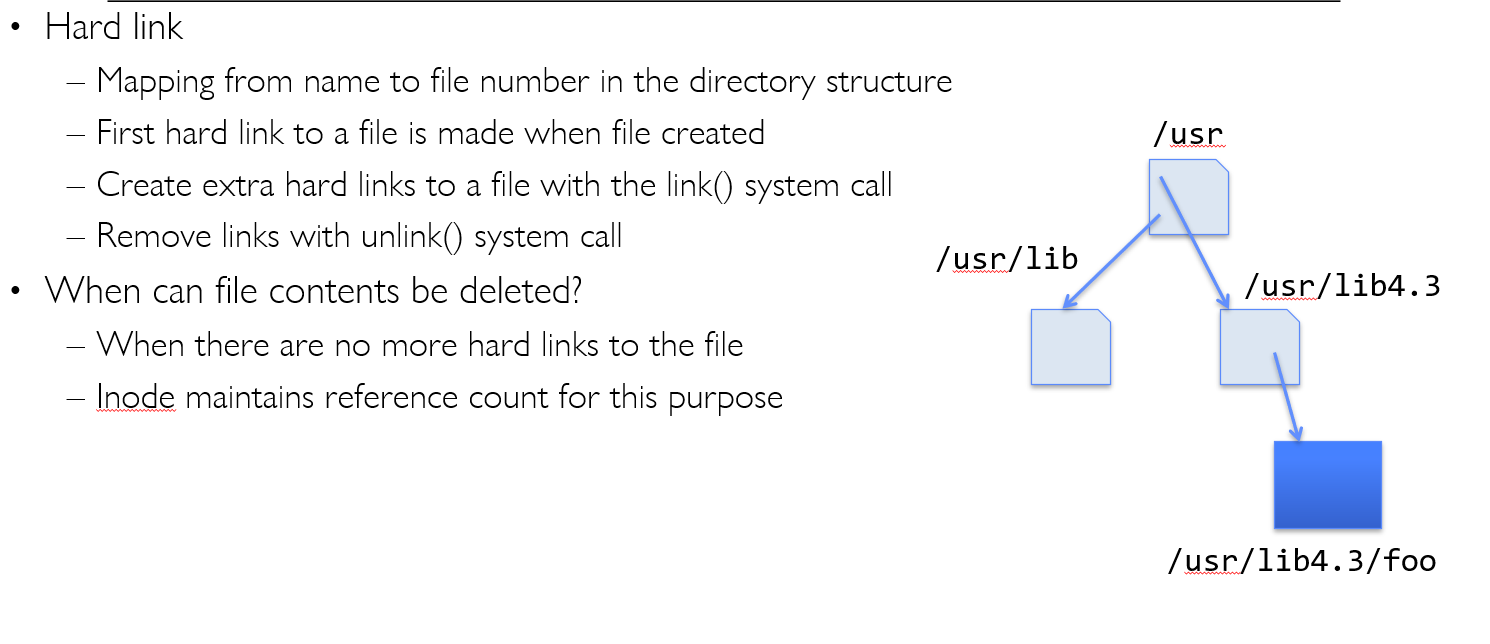 • Hard link
– Mapping from name to file number in the directory structure
– First hard link to a file is made when file created
– Create extra hard links to a file with the link() system call
– Remove links with unlink() system call
• When can file contents be deleted?
– When there are no more hard links to the file
– Inode maintains reference count for this purpose
/usr
/usr/lib
/usr/lib4.3
/usr/lib4.3/foo